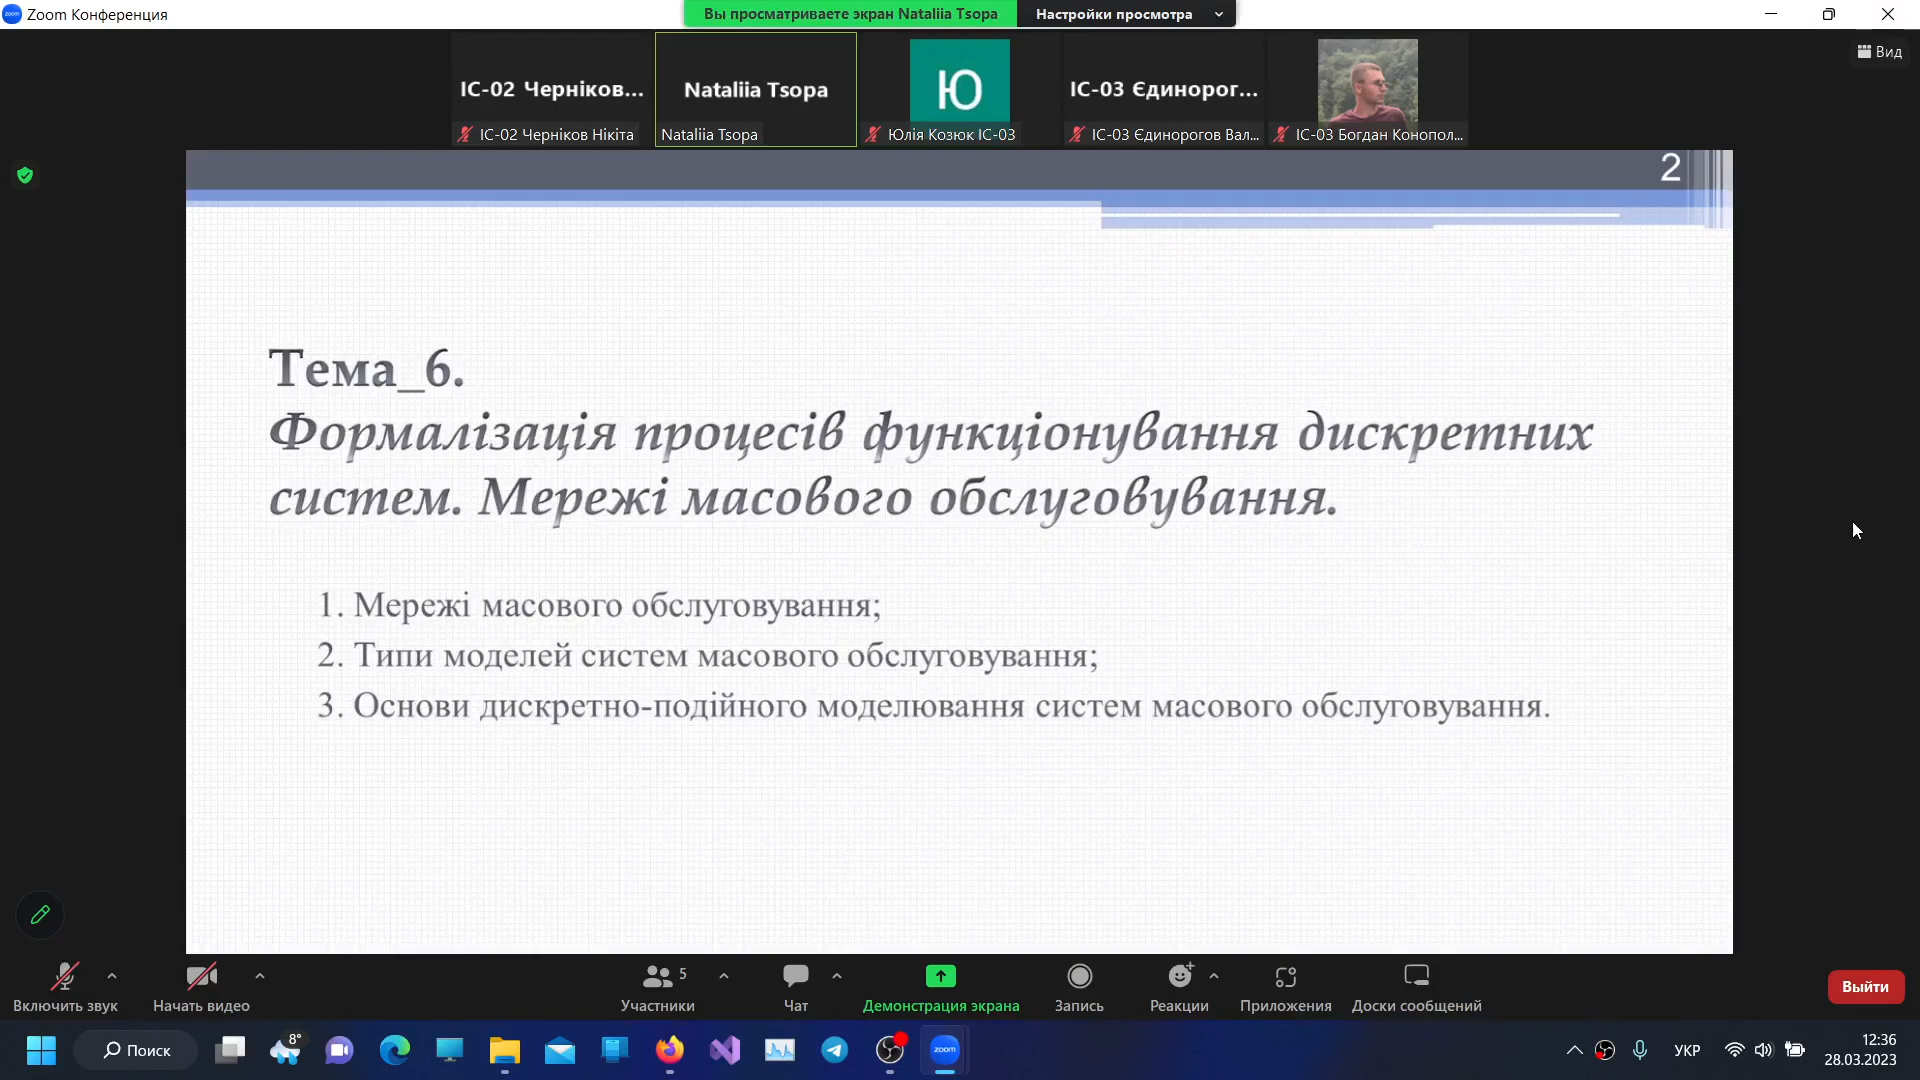 Zoom Конференция
Вы просматриваете экран Nataliia Tsopa
Настройки просмотра
Вид
ІС-02 Черніков...
ІС-02 Черніков Нікіта
Nataliia Tsopa
Nataliia Tsopa
Ю
Юлія Козюк ІС-03
ІС-03 Єдинорог...
ІС-03 Єдинорогов Вал...
ІС-03 Богдан Конопол...
2
Тема_6.
Формалізація процесів функціонування дискретних
систем. Мережі масового обслуговування.
1. Мережі масового обслуговування;
2. Типи моделей систем масового обслуговування;
3. Основи дискретно-подійного моделювання систем масового обслуговування.
Включить звук
Начать видео
5
Участники
Чат
Демонстрация экрана
Запись
Реакции
Приложения
Доски сообщений
Выйти
Поиск
8°
zoom
УКР
12:36
28.03.2023